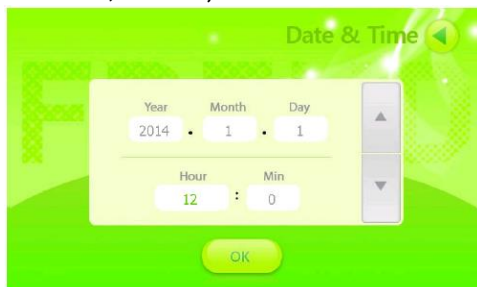 Date & Time
Year Month Day
2014 . 1 . 1
Hour Min
12 : 0
OK